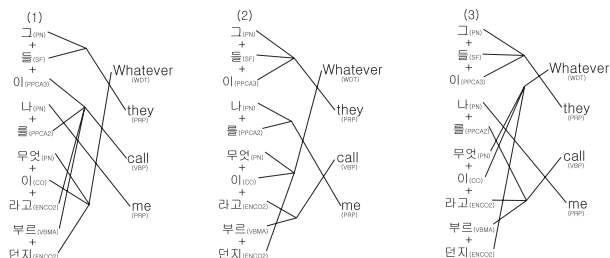 (1)
그(PN)
+
들(SF)
+
이(PPCA3)
나(PN)
+
를(PPCA2)
무엇(PN)
+
이(CO)
+
라고(ENCO2)
부르(VBMA)
+
던지(ENCO2)
Whatever
(WDT)
they
(PRP)
call
(VBP)
me
(PRP)
(2)
그(PN)
+
들(SF)
+
이(PPCA3)
나(PN)
+
를(PPCA2)
무엇(PN)
+
이(CO)
+
라고(ENCO2)
부르(VBMA)
+
던지(ENCO2)
Whatever
(WDT)
they
(PRP)
call
(VBP)
me
(PRP)
(3)
그(PN)
+
들(SF)
+
이(PPCA3)
나(PN)
+
를(PPCA2)
무엇(PN)
+
이(CO)
+
라고(ENCO2)
부르(VBMA)
+
던지(ENCO2)
Whatever
(WDT)
they
(PRP)
call
(VBP)
me
(PRP)